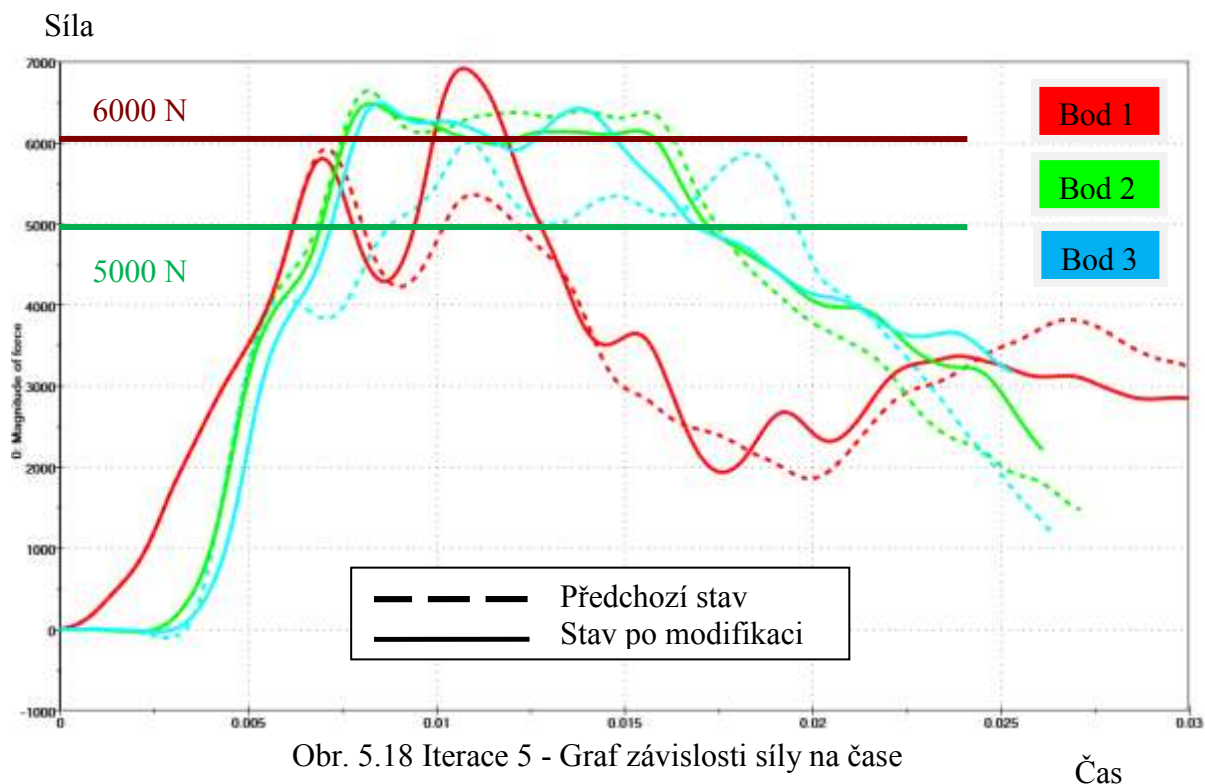 Síla
7000
6000 N
6000
5000
5000 N
4000
3000
2000
1000
0
-1000
D: Magnitude of force
Bod 1
Bod 2
Bod 3
Předchozí stav
Stav po modifikaci
0
0.005
0.01
0.015
0.02
0.025
0.03
Obr. 5.18 Iterace 5 - Graf závislosti síly na čase
Čas